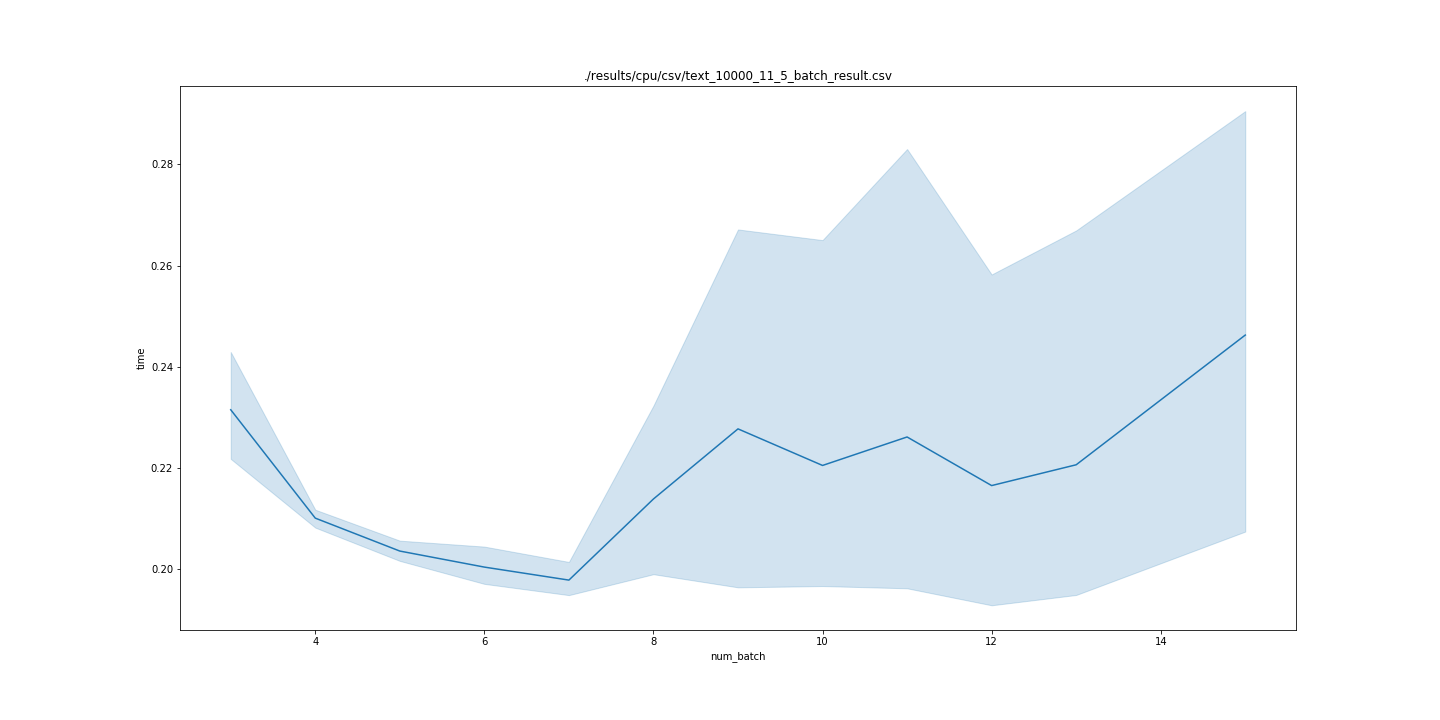 ./results/cpu/csv/text_10000_11_5_batch_result.csv
0.28
0.26
0.24
0.22
0.20
time
4 6 8 10 12 14
num_batch